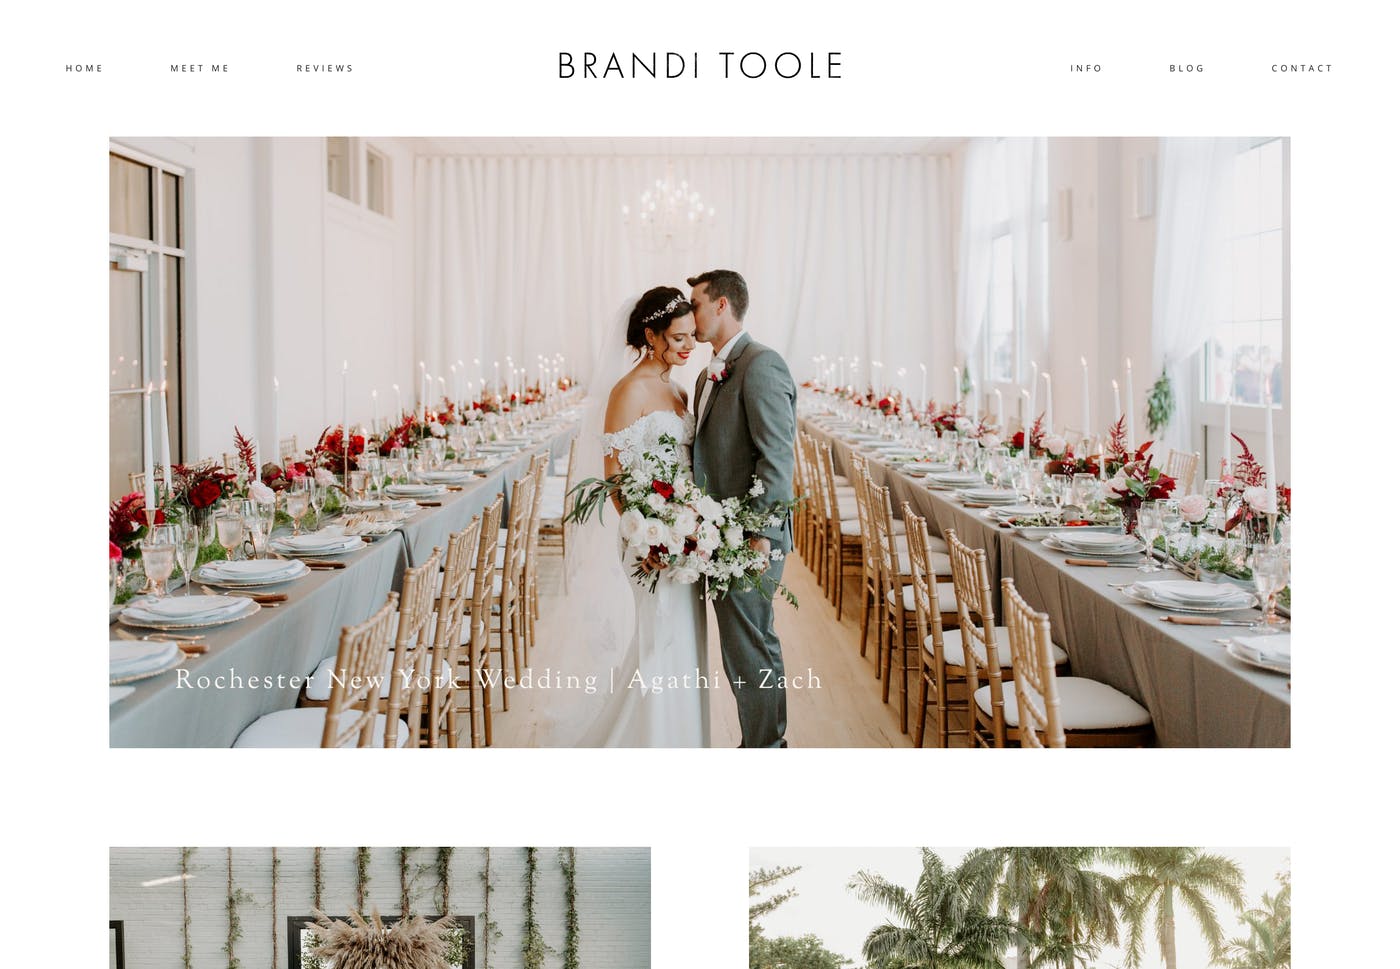 HOME
MEET ME
REVIEWS
BRANDI TOOLE
INFO
BLOG
CONTACT
Rochester New York Wedding | Agathi + Zach